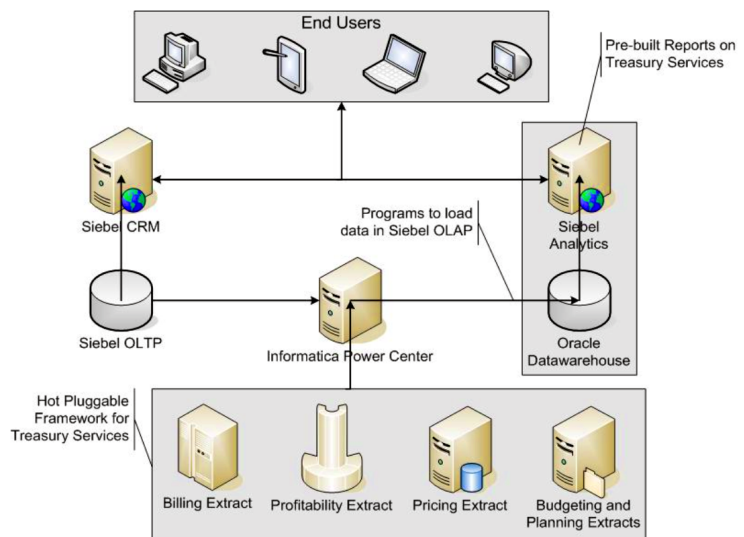 End Users
Pre-built Reports on
Treasury Services
Siebel CRM
Programs to load
data in Siebel OLAP
Siebel
Analytics
Siebel OLTP
Informatica Power Center
Oracle
Datawarehouse
Hot Pluggable
Framework for
Treasury Services
Billing Extract
Profitability Extract
Pricing Extract
Budgeting and
Planning Extracts